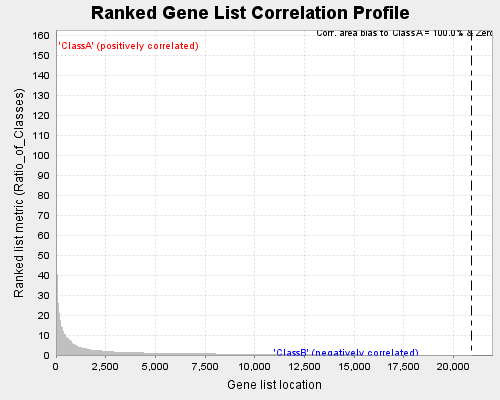 Ranked Gene List Correlation Profile
Corr. area bias to ClassA = 100.0% & Zero
'ClassA' (positively correlated)
160
150
140
130
120
110
100
90
80
70
60
50
40
30
20
10
0
Ranked list metric (Ratio_of_Classes)
'ClassB' (negatively correlated)
0 2,500 5,000 7,500 10,000 12,500 15,000 17,500 20,000
Gene list location